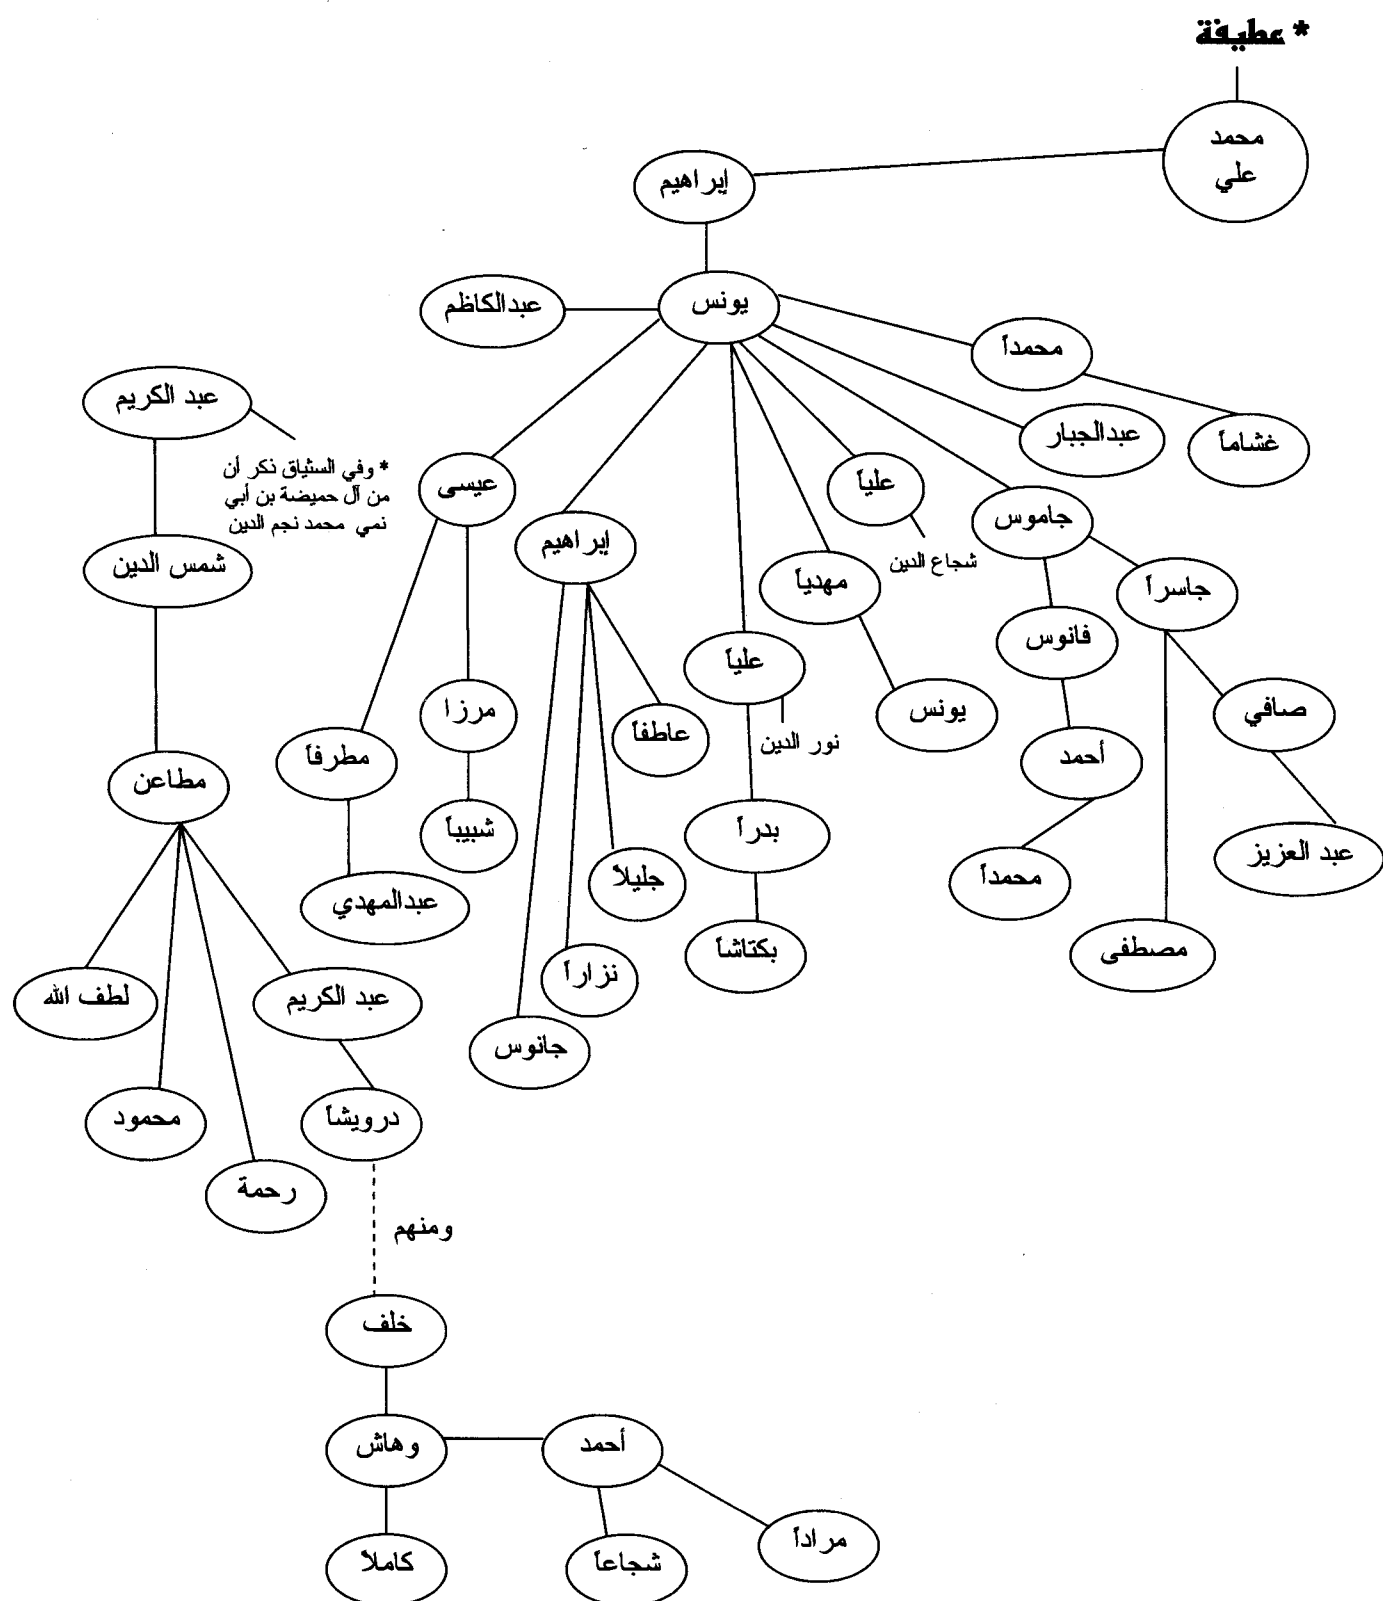 * عطيفة
محمد
علي
إبراهيم
يونس
عبدالكاظم
محمداً
غشاماً
عبدالجبار
عبد الكريم
* وفي السثياق ذكر أن
من آل حميضة بن أبي
نمي محمد نجم الدين
عيسى
علياً
شجاع الدين
جاموس
إبراهيم
شمس الدين
مهدياً
جاسراً
فانوس
علياً
نور الدين
مرزا
يونس
صافي
عاطفاً
مطرفاً
أحمد
مطاعن
شبيباً
بدراً
عبد العزيز
جليلاً
محمداً
عبدالمهدي
بكتاشاً
مصطفى
نزاراً
لطف الله
عبد الكريم
جانوس
محمود
درويشاً
رحمة
ومنهم
خلف
وهاش
أحمد
مراداً
كاملاً
شجاعاً